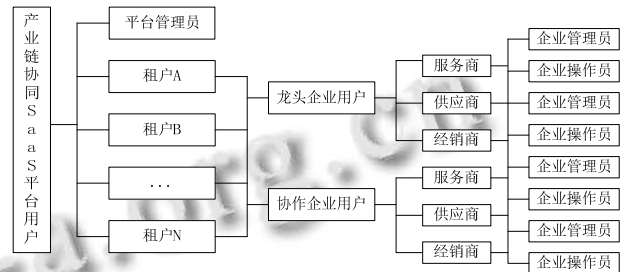 产业链协同SaaS平台用户
平台管理员
租户A
租户B
...
租户N
龙头企业用户
协作企业用户
服务商
供应商
经销商
服务商
供应商
经销商
企业管理员
企业操作员
企业管理员
企业操作员
企业管理员
企业操作员
企业管理员
企业操作员